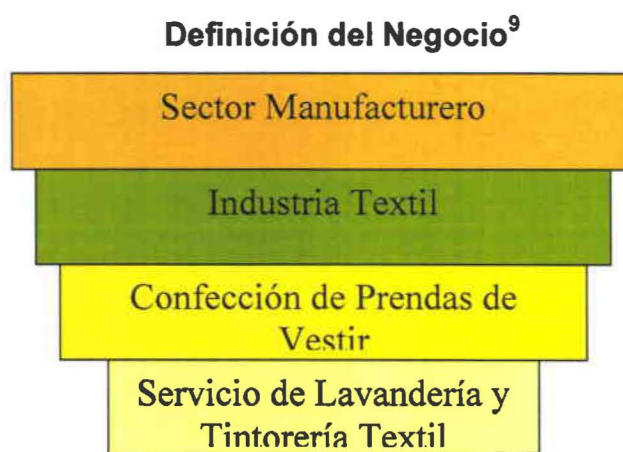 Definición del Negocio⁹
Sector Manufacturero
Industria Textil
Confección de Prendas de
Vestir
Servicio de Lavandería y
Tintorería Textil